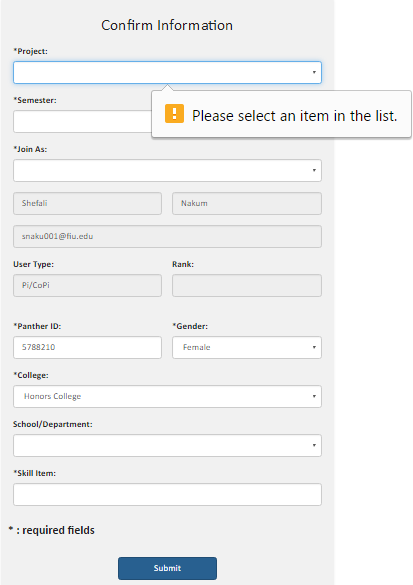 Confirm Information
*Project:
Please select an item in the list.
*Semester:
*Join As:
Shefali Nakum
snaku001@fiu.edu
User Type: Rank:
Pi/CoPi
*Panther ID: *Gender:
5788210 Female
*College:
Honors College
School/Department:
*Skill Item:
* : required fields
Submit